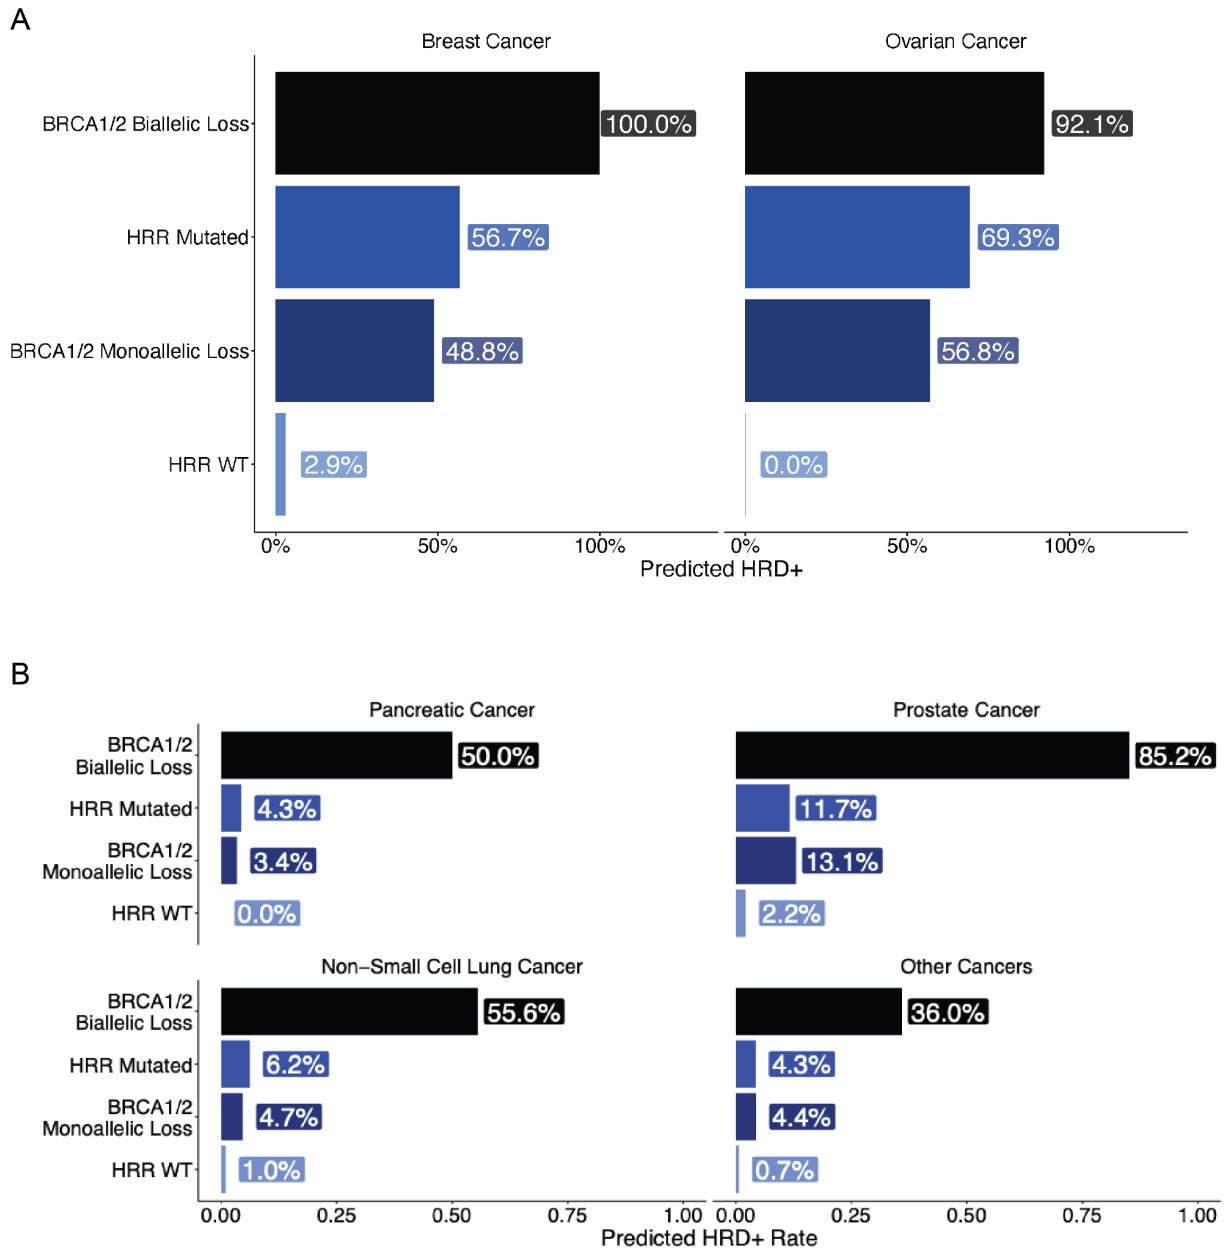 A
Breast Cancer
Ovarian Cancer
BRCA1/2 Biallelic Loss
100.0%
92.1%
HRR Mutated
56.7%
69.3%
BRCA1/2 Monoallelic Loss
48.8%
56.8%
HRR WT
2.9%
0.0%
0% 50% 100%
0% 50% 100%
Predicted HRD+
B
Pancreatic Cancer
Prostate Cancer
BRCA1/2
Biallelic Loss
50.0%
85.2%
HRR Mutated
4.3%
11.7%
BRCA1/2
Monoallelic Loss
3.4%
13.1%
HRR WT
0.0%
2.2%
Non−Small Cell Lung Cancer
Other Cancers
BRCA1/2
Biallelic Loss
55.6%
36.0%
HRR Mutated
6.2%
4.3%
BRCA1/2
Monoallelic Loss
4.7%
4.4%
HRR WT
1.0%
0.7%
0.00 0.25 0.50 0.75 1.00
0.00 0.25 0.50 0.75 1.00
Predicted HRD+ Rate